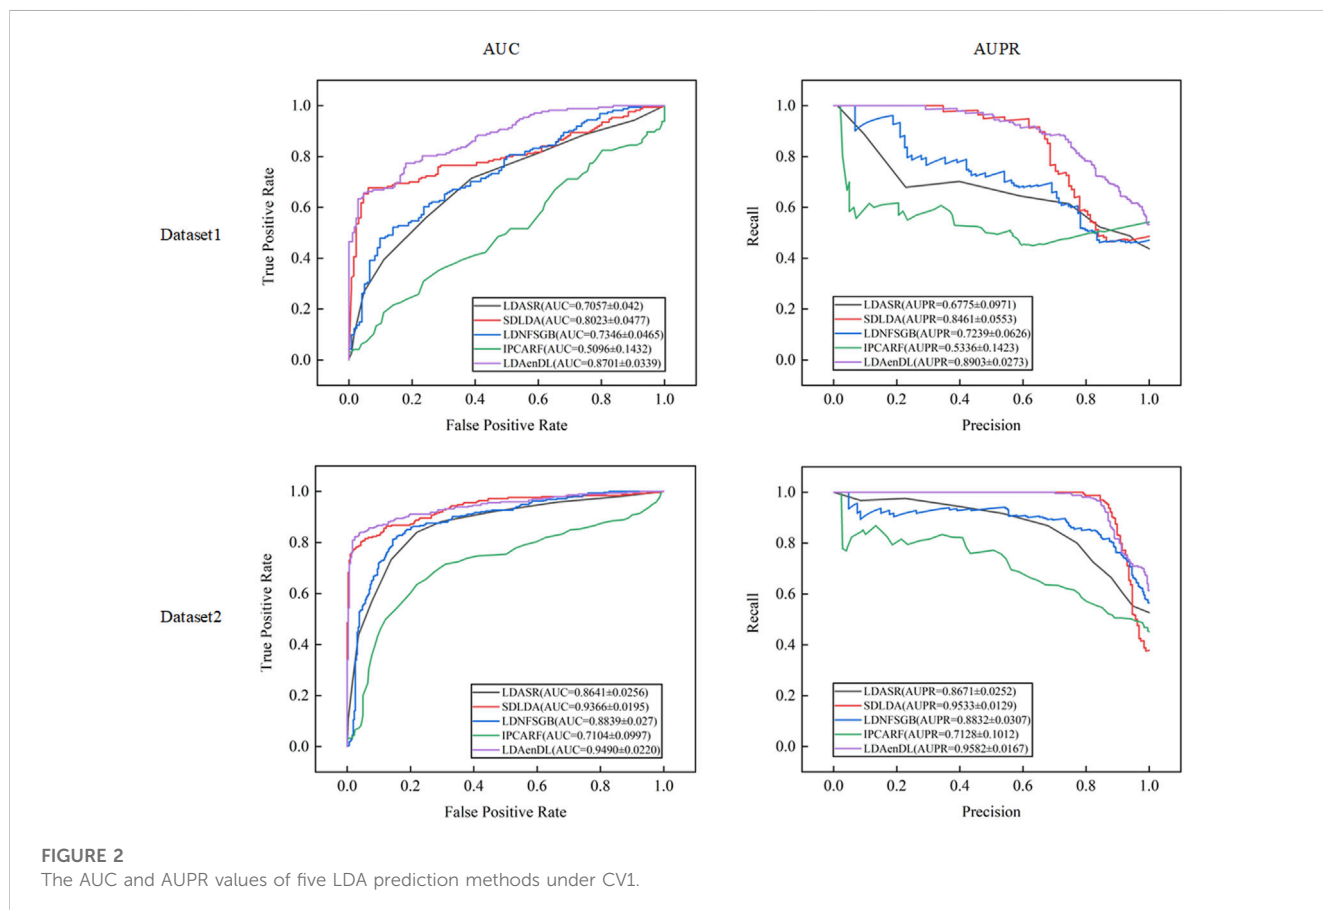 AUC
AUPR
Dataset1
True Positive Rate
1.0
0.8
0.6
0.4
0.2
0.0
LDASR(AUC=0.7057±0.042)
SDLDA(AUC=0.8023±0.0477)
LDNFSGB(AUC=0.7346±0.0465)
IPCARF(AUC=0.5096±0.1432)
LDAenDL(AUC=0.8701±0.0339)
0.0 0.2 0.4 0.6 0.8 1.0
False Positive Rate
Recall
1.0
0.8
0.6
0.4
0.2
0.0
LDASR(AUPR=0.6775±0.0971)
SDLDA(AUPR=0.8461±0.0553)
LDNFSGB(AUPR=0.7239±0.0626)
IPCARF(AUPR=0.5336±0.1423)
LDAenDL(AUPR=0.8903±0.0273)
0.0 0.2 0.4 0.6 0.8 1.0
Precision
Dataset2
True Positive Rate
1.0
0.8
0.6
0.4
0.2
0.0
LDASR(AUC=0.8641±0.0256)
SDLDA(AUC=0.9366±0.0195)
LDNFSGB(AUC=0.8839±0.027)
IPCARF(AUC=0.7104±0.0997)
LDAenDL(AUC=0.9490±0.0220)
0.0 0.2 0.4 0.6 0.8 1.0
False Positive Rate
Recall
1.0
0.8
0.6
0.4
0.2
0.0
LDASR(AUPR=0.8671±0.0252)
SDLDA(AUPR=0.9533±0.0129)
LDNFSGB(AUPR=0.8832±0.0307)
IPCARF(AUPR=0.7128±0.1012)
LDAenDL(AUPR=0.9582±0.0167)
0.0 0.2 0.4 0.6 0.8 1.0
Precision
FIGURE 2
The AUC and AUPR values of five LDA prediction methods under CV1.